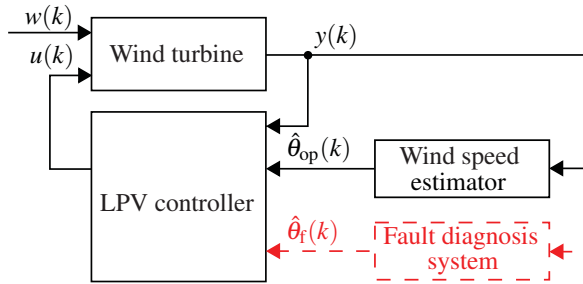 w(k)
u(k)
Wind turbine
y(k)
LPV controller
θ̂op(k)
Wind speed
estimator
θ̂f(k)
Fault diagnosis
system